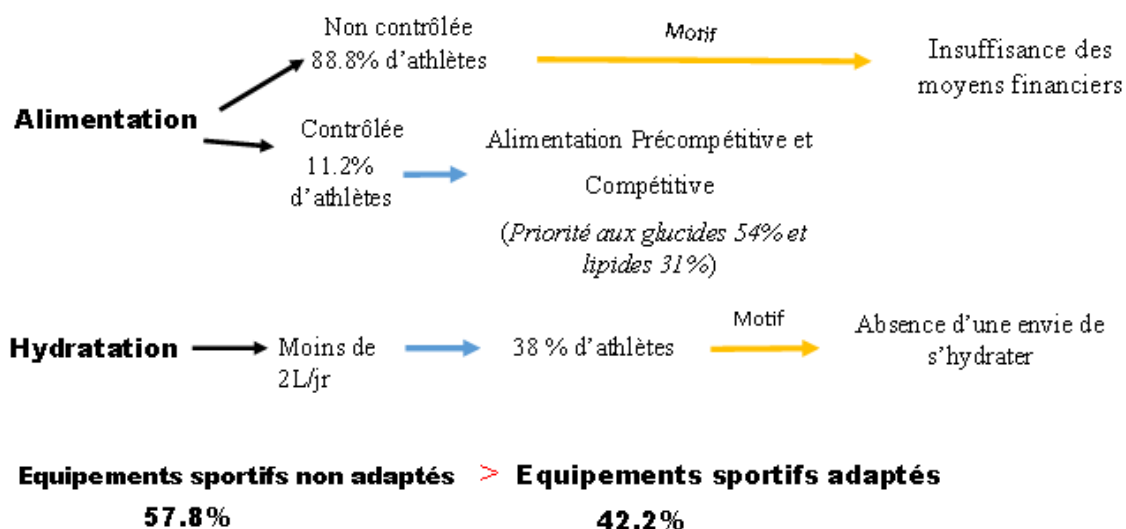 Non contrôlée
88.8% d'athlètes
Motif
Insuffisance des
moyens financiers
Alimentation
Contrôlée
11.2%
d'athlètes
Alimentation Précompétitive et
Compétitive
(Priorité aux glucides 54% et
lipides 31%)
Hydratation
Moins de
2L/jr
38 % d'athlètes
Motif
Absence d'une envie de
s'hydrater
Equipements sportifs non adaptés > Equipements sportifs adaptés
57.8% 42.2%